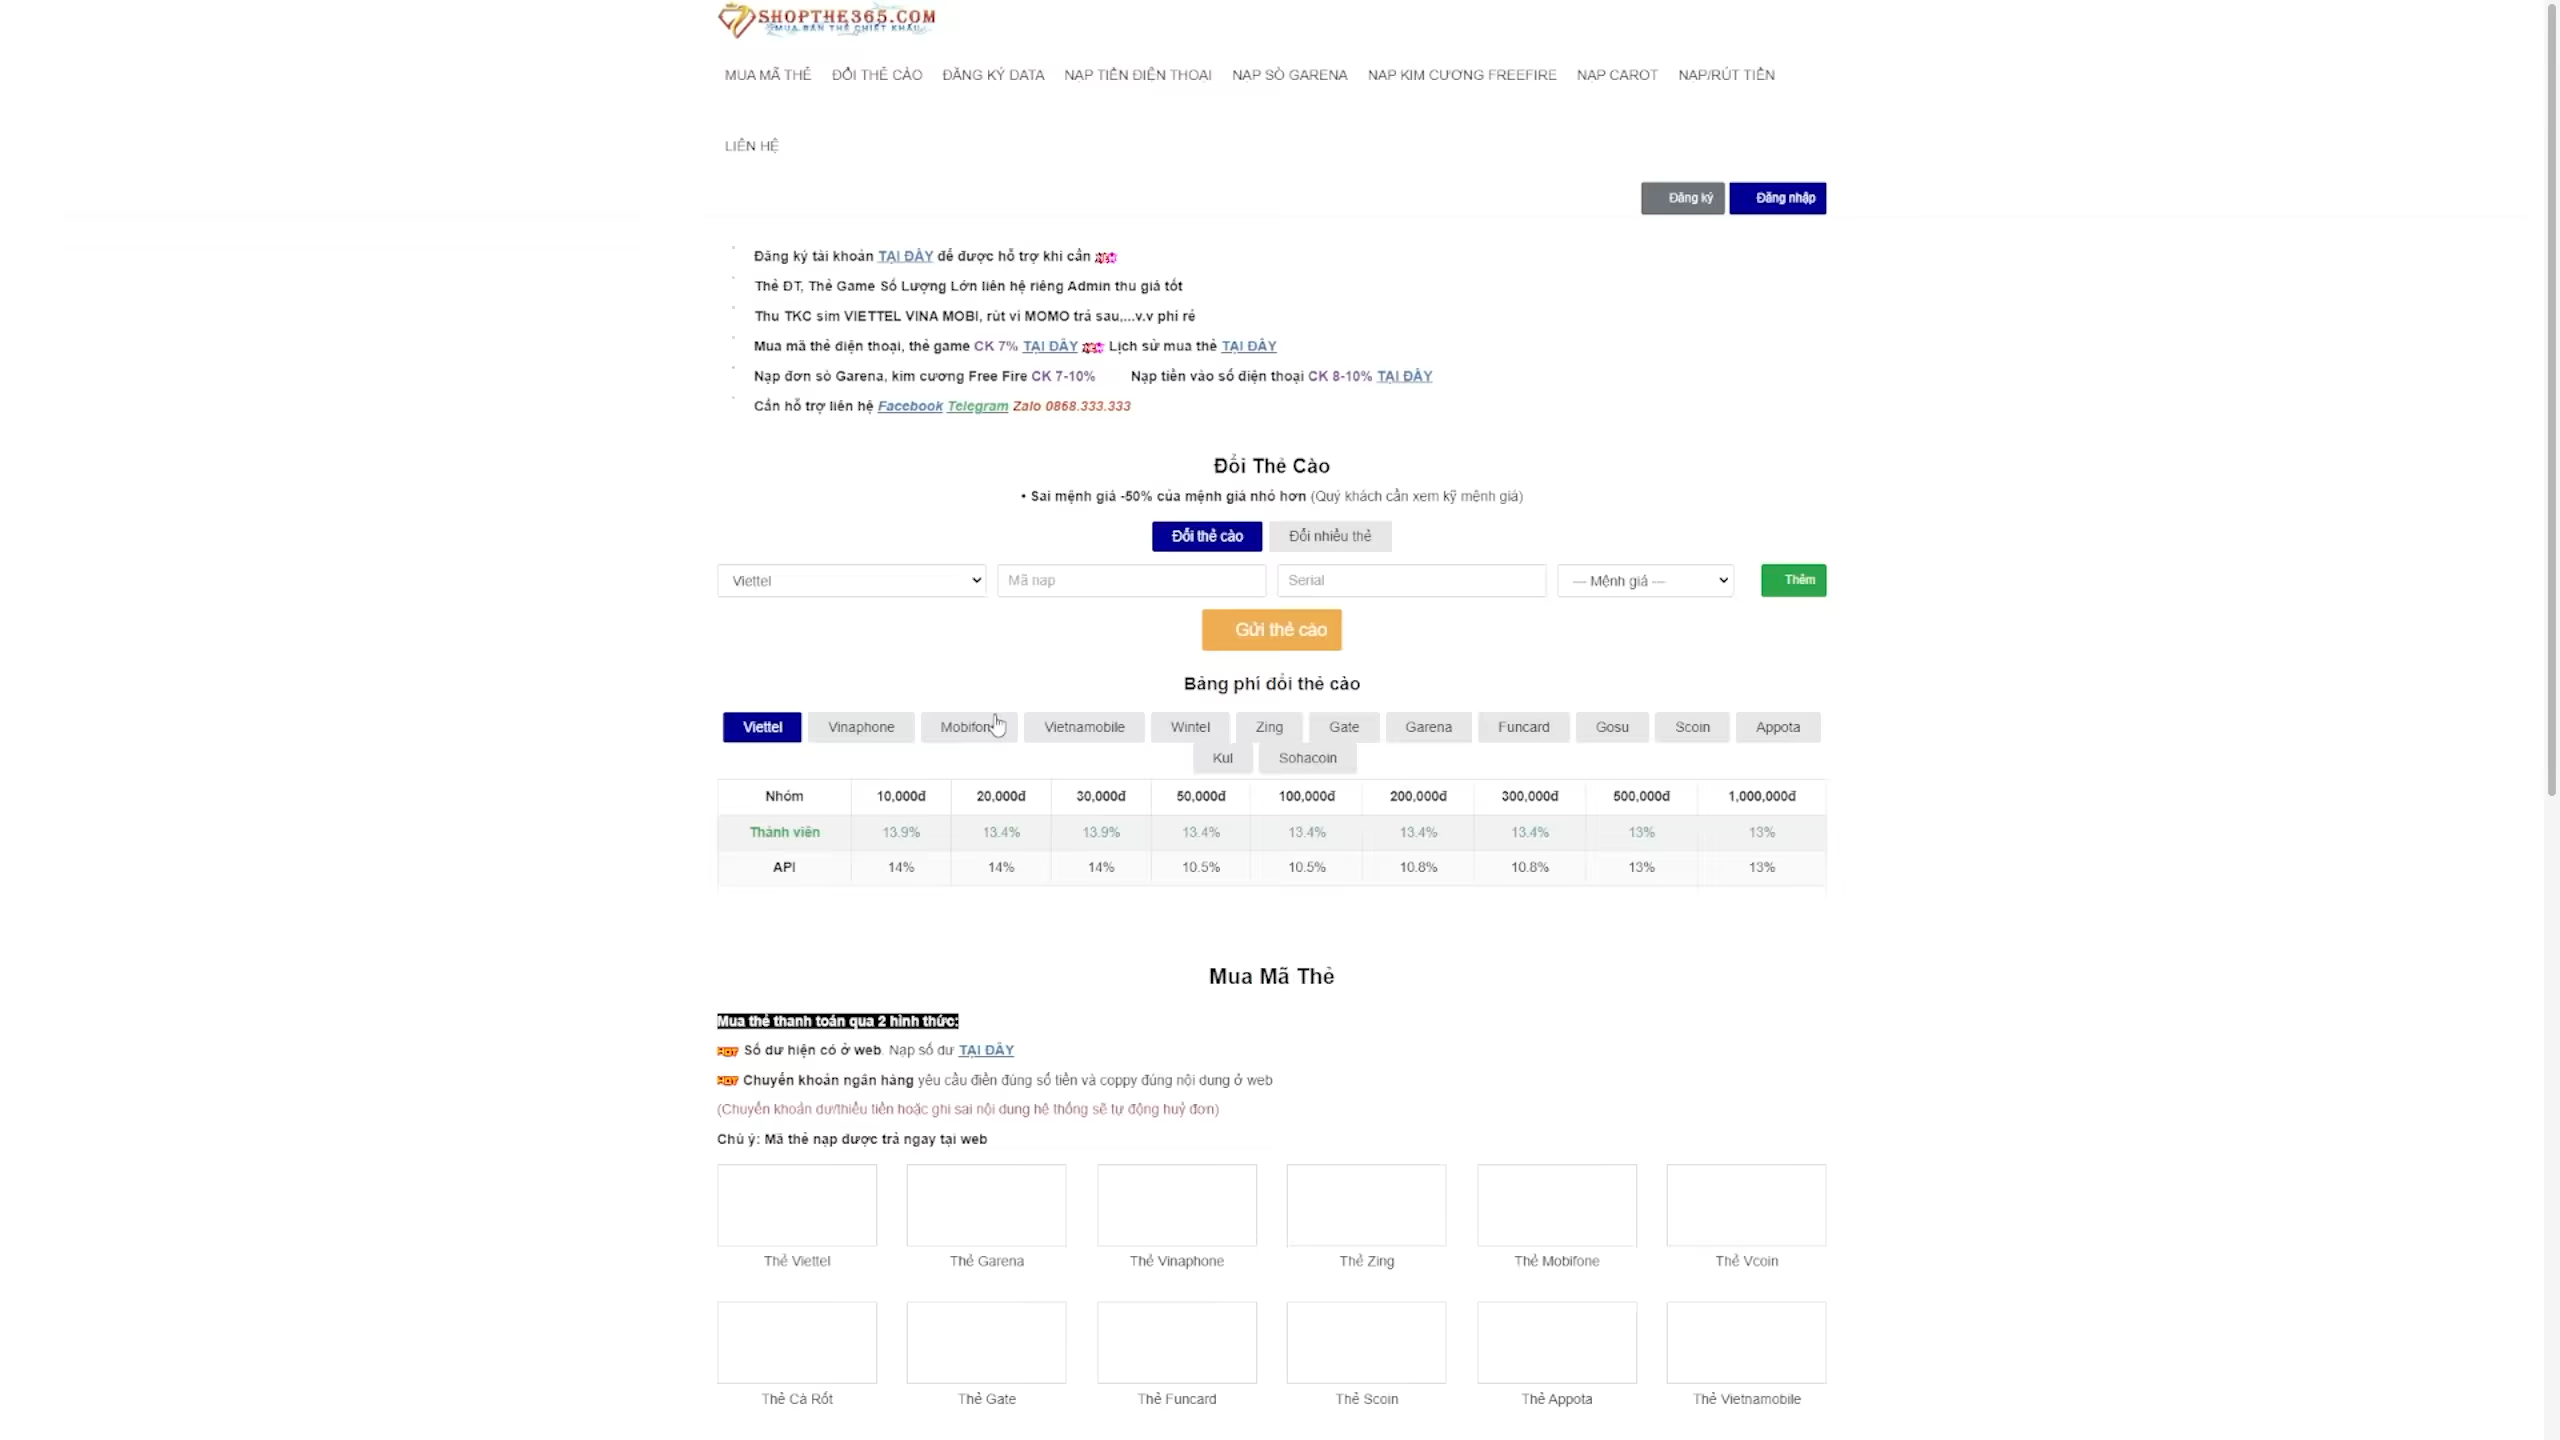 SHOPTHE365.COM
MUA BÁN THẺ CHIẾT KHẤU
MUA MÃ THẺ ĐỔI THẺ CÀO ĐĂNG KÝ DATA NẠP TIỀN ĐIỆN THOẠI NẠP SÒ GARENA NẠP KIM CƯƠNG FREEFIRE NẠP CAROT NẠP/RÚT TIỀN
LIÊN HỆ
Đăng ký Đăng nhập
Đăng ký tài khoản TẠI ĐÂY để được hỗ trợ khi cần
Thẻ ĐT, Thẻ Game Số Lượng Lớn liên hệ riêng Admin thu giá tốt
Thu TKC sim VIETTEL VINA MOBI, rút ví MOMO trả sau,...v.v phí rẻ
Mua mã thẻ điện thoại, thẻ game CK 7% TẠI ĐÂY Lịch sử mua thẻ TẠI ĐÂY
Nạp đơn sò Garena, kim cương Free Fire CK 7-10% Nạp tiền vào số điện thoại CK 8-10% TẠI ĐÂY
Cần hỗ trợ liên hệ Facebook Telegram Zalo 0868.333.333
Đổi Thẻ Cào
• Sai mệnh giá -50% của mệnh giá nhỏ hơn (Quý khách cần xem kỹ mệnh giá)
Đổi thẻ cào Đổi nhiều thẻ
Viettel Mã nạp Serial --- Mệnh giá --- Thêm
Gửi thẻ cào
Bảng phí đổi thẻ cào
Viettel Vinaphone Mobifone Vietnamobile Wintel Zing Gate Garena Funcard Gosu Scoin Appota
Kul Sohacoin
Nhóm 10,000đ 20,000đ 30,000đ 50,000đ 100,000đ 200,000đ 300,000đ 500,000đ 1,000,000đ
Thành viên 13.9% 13.4% 13.9% 13.4% 13.4% 13.4% 13.4% 13% 13%
API 14% 14% 14% 10.5% 10.5% 10.8% 10.8% 13% 13%
Mua Mã Thẻ
Mua thẻ thanh toán qua 2 hình thức:
HOT Số dư hiện có ở web. Nạp số dư TẠI ĐÂY
HOT Chuyển khoản ngân hàng yêu cầu điền đúng số tiền và coppy đúng nội dung ở web
(Chuyển khoản dư/thiếu tiền hoặc ghi sai nội dung hệ thống sẽ tự động huỷ đơn)
Chú ý: Mã thẻ nạp được trả ngay tại web
Thẻ Viettel Thẻ Garena Thẻ Vinaphone Thẻ Zing Thẻ Mobifone Thẻ Vcoin
Thẻ Cà Rốt Thẻ Gate Thẻ Funcard Thẻ Scoin Thẻ Appota Thẻ Vietnamobile